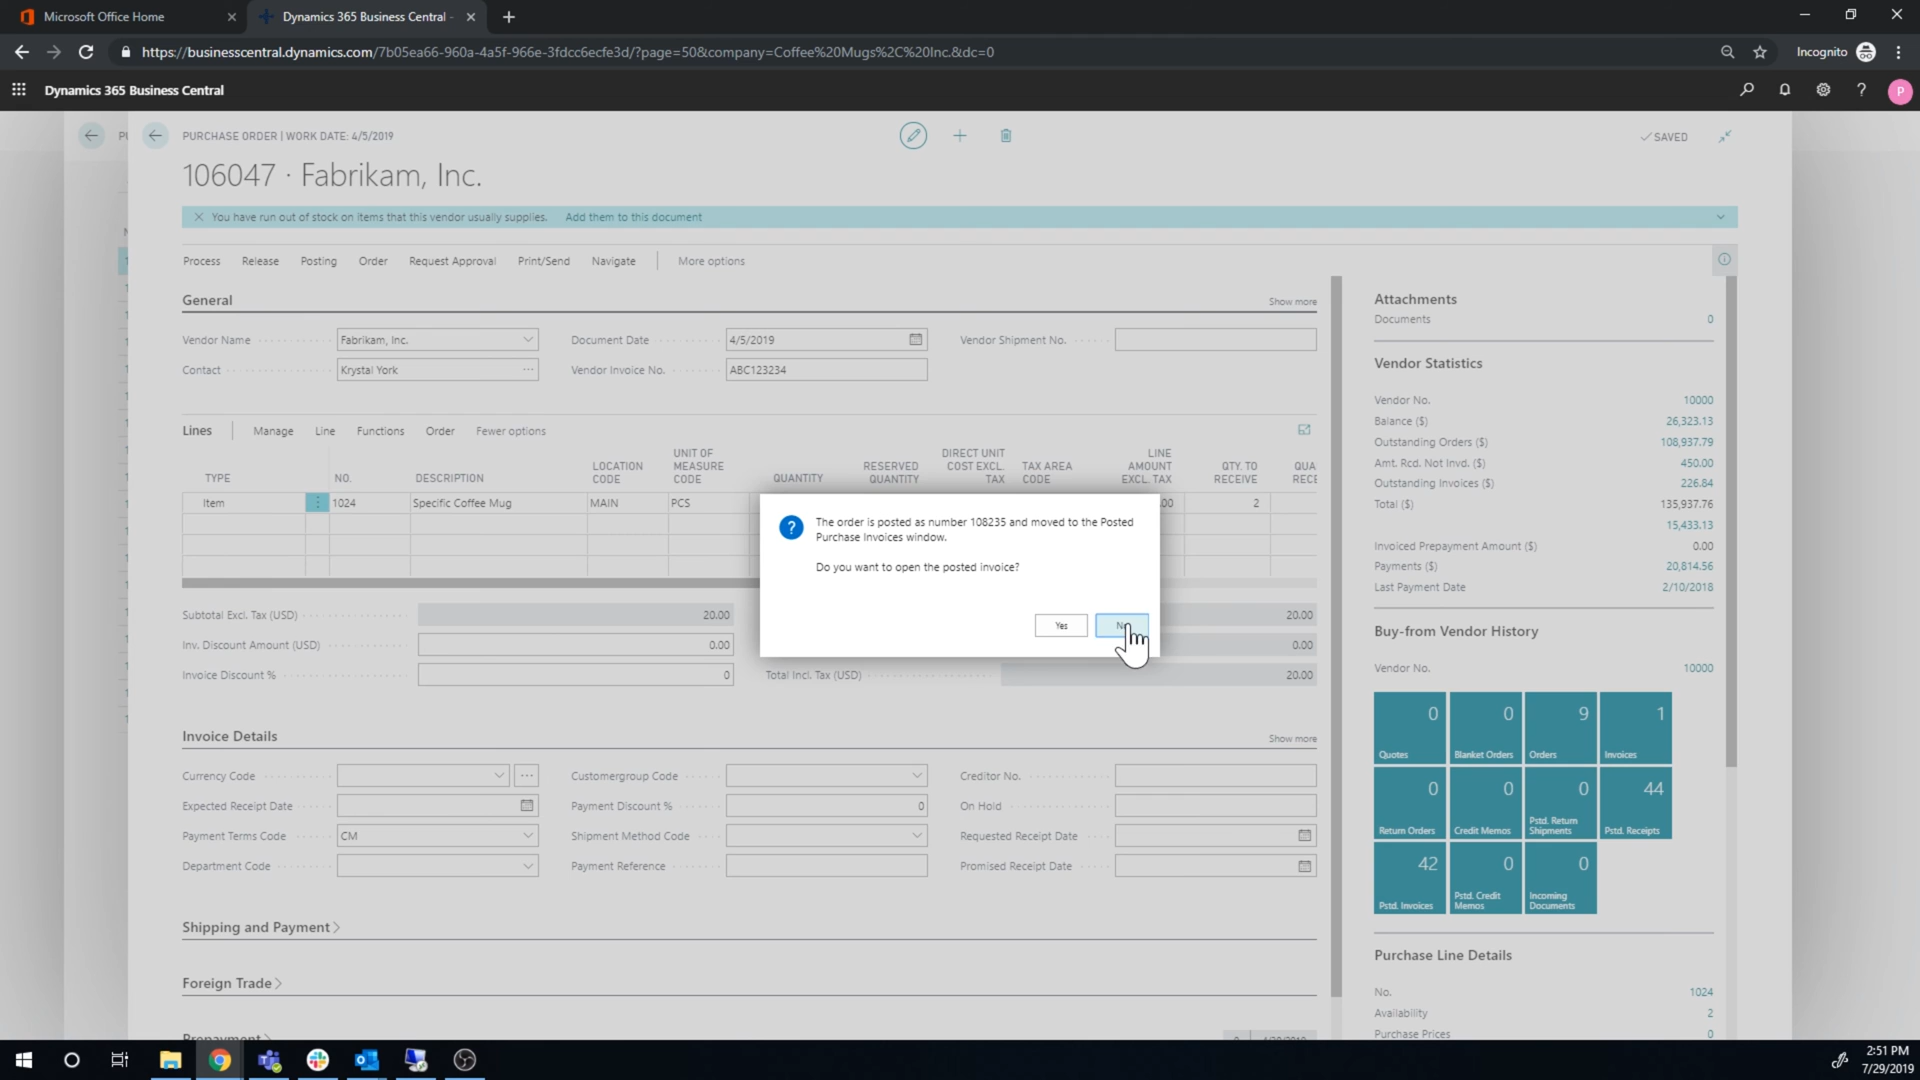 Microsoft Office Home
Dynamics 365 Business Central -
https://businesscentral.dynamics.com/7b05ea66-960a-4a5f-966e-3fdcc6ecfe3d/?page=50&company=Coffee%20Mugs%2C%20Inc.&dc=0
Incognito
Dynamics 365 Business Central
P
PURCHASE ORDER | WORK DATE: 4/5/2019
SAVED
106047 · Fabrikam, Inc.
You have run out of stock on items that this vendor usually supplies. Add them to this document
Process Release Posting Order Request Approval Print/Send Navigate More options
General
Show more
Vendor Name Fabrikam, Inc. Document Date 4/5/2019 Vendor Shipment No.
Contact Krystal York Vendor Invoice No. ABC123234
Lines Manage Line Functions Order Fewer options
TYPE NO. DESCRIPTION LOCATION CODE UNIT OF MEASURE CODE QUANTITY RESERVED QUANTITY DIRECT UNIT COST EXCL. TAX TAX AREA CODE LINE AMOUNT EXCL. TAX QTY. TO RECEIVE QUA RECE
Item 1024 Specific Coffee Mug MAIN PCS 00 2
The order is posted as number 108235 and moved to the Posted
Purchase Invoices window.
Do you want to open the posted invoice?
Yes
Subtotal Excl. Tax (USD) 20.00 20.00
Inv. Discount Amount (USD) 0.00 0.00
Invoice Discount % 0 Total Incl. Tax (USD) 20.00
Invoice Details
Show more
Currency Code Customergroup Code Creditor No.
Expected Receipt Date Payment Discount % 0 On Hold
Payment Terms Code CM Shipment Method Code Requested Receipt Date
Department Code Payment Reference Promised Receipt Date
Shipping and Payment
Foreign Trade
Prepayment
Attachments
Documents 0
Vendor Statistics
Vendor No. 10000
Balance ($) 26,323.13
Outstanding Orders ($) 108,937.79
Amt. Rcd. Not Invd. ($) 450.00
Outstanding Invoices ($) 226.84
Total ($) 135,937.76
15,433.13
Invoiced Prepayment Amount ($) 0.00
Payments ($) 20,814.56
Last Payment Date 2/10/2018
Buy-from Vendor History
Vendor No. 10000
0 0 9 1
Quotes Blanket Orders Orders Invoices
0 0 0 44
Return Orders Credit Memos Pstd. Return Shipments Pstd. Receipts
42 0 0
Pstd. Invoices Pstd. Credit Memos Incoming Documents
Purchase Line Details
No. 1024
Availability 2
Purchase Prices 0
2:51 PM
7/29/2019